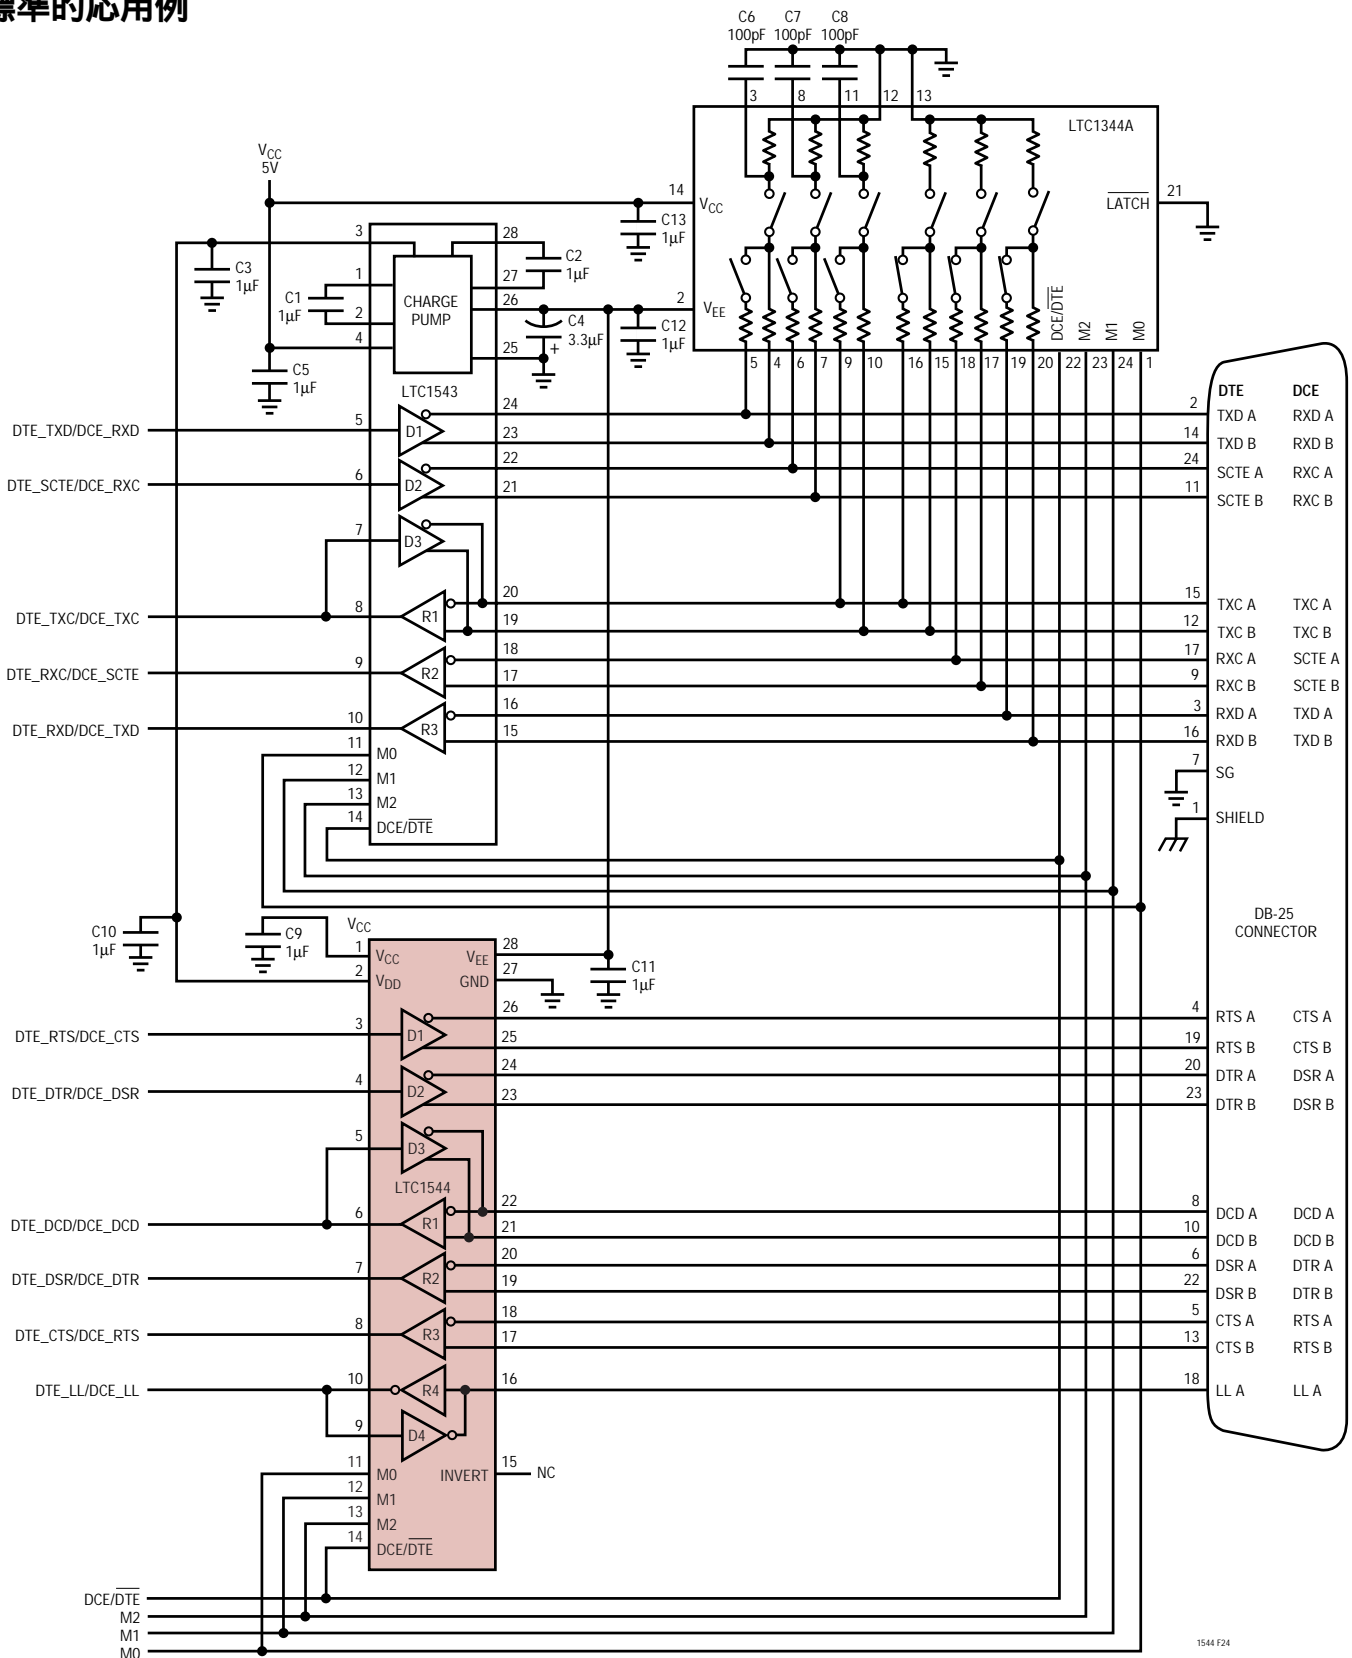 標準的応用例
C6 C7 C8
100pF 100pF 100pF
3 8 11 12 13
LTC1344A
VCC
5V
14
VCC
C13
1µF
LATCH
21
3
28
C3
1µF
C2
1µF
1
27
C1
1µF
CHARGE
PUMP
26
2
VEE
2
C4
3.3µF
+
C12
1µF
4
25
C5
1µF
DCE/DTE
M2
M1
M0
5 4 6 7 9 10 16 15 18 17 19 20 22 23 24 1
LTC1543
DTE DCE
DTE_TXD/DCE_RXD 5 D1 24 2 TXD A RXD A
23 14 TXD B RXD B
DTE_SCTE/DCE_RXC 6 D2 22 24 SCTE A RXC A
21 11 SCTE B RXC B
7 D3
DTE_TXC/DCE_TXC 8 R1 20 15 TXC A TXC A
19 12 TXC B TXC B
DTE_RXC/DCE_SCTE 9 R2 18 17 RXC A SCTE A
17 9 RXC B SCTE B
DTE_RXD/DCE_TXD 10 R3 16 3 RXD A TXD A
15 16 RXD B TXD B
11 M0
12 M1
13 M2
14 DCE/DTE
7 SG
1 SHIELD
DB-25
CONNECTOR
C10
1µF
C9
1µF
VCC
1 VCC
2 VDD
VEE 28
GND 27
C11
1µF
DTE_RTS/DCE_CTS 3 D1 26 4 RTS A CTS A
25 19 RTS B CTS B
DTE_DTR/DCE_DSR 4 D2 24 20 DTR A DSR A
23 23 DTR B DSR B
5 D3
LTC1544
DTE_DCD/DCE_DCD 6 R1 22 8 DCD A DCD A
21 10 DCD B DCD B
DTE_DSR/DCE_DTR 7 R2 20 6 DSR A DTR A
19 22 DSR B DTR B
DTE_CTS/DCE_RTS 8 R3 18 5 CTS A RTS A
17 13 CTS B RTS B
DTE_LL/DCE_LL 10 R4 16 18 LL A LL A
9 D4
11 M0 INVERT 15 NC
12 M1
13 M2
14 DCE/DTE
DCE/DTE
M2
M1
M0
1544 F24